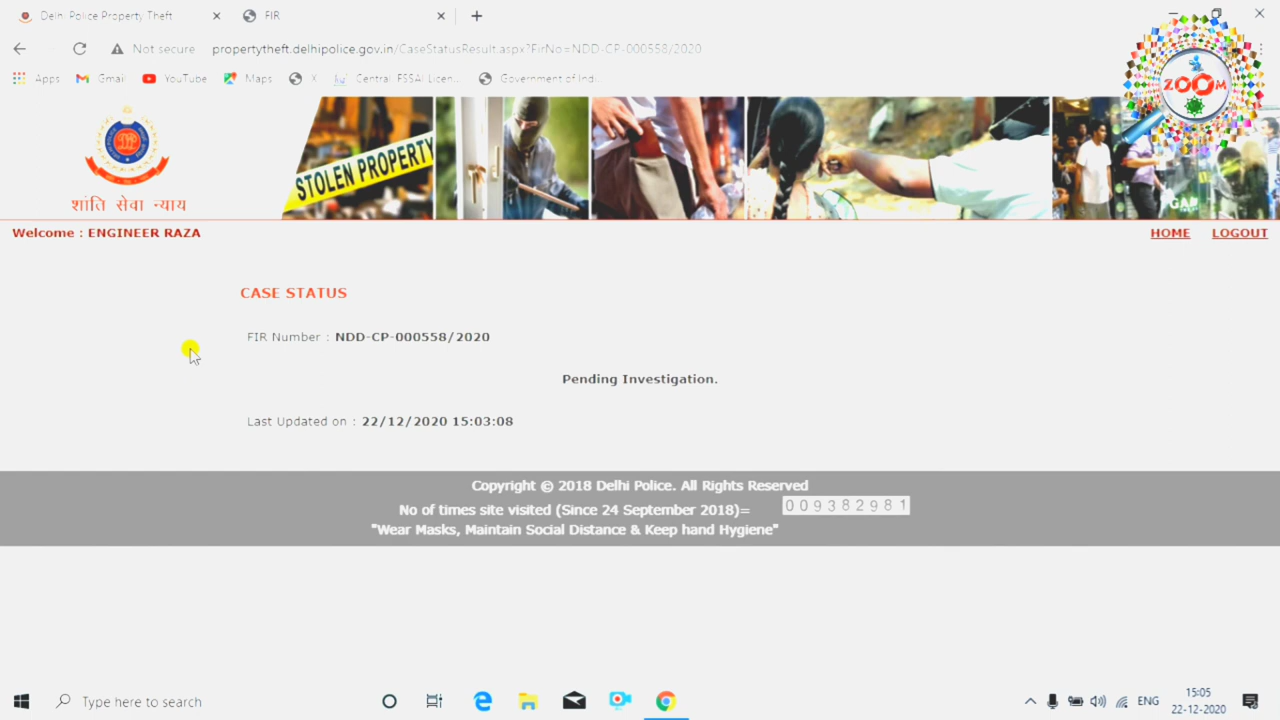 Delhi Police Property Theft
FIR
Not secure propertytheft.delhipolice.gov.in/CaseStatusResult.aspx?FirNo=NDD-CP-000558/2020
Apps Gmail YouTube Maps X Central FSSAI Licen... Government of Indi...
ZOOM
STOLEN PROPERTY
शांति सेवा न्याय
GAP
Welcome : ENGINEER RAZA
HOME LOGOUT
CASE STATUS
FIR Number : NDD-CP-000558/2020
Pending Investigation.
Last Updated on : 22/12/2020 15:03:08
Copyright © 2018 Delhi Police. All Rights Reserved
No of times site visited (Since 24 September 2018)= 009382981
"Wear Masks, Maintain Social Distance & Keep hand Hygiene"
Type here to search
ENG
15:05
22-12-2020